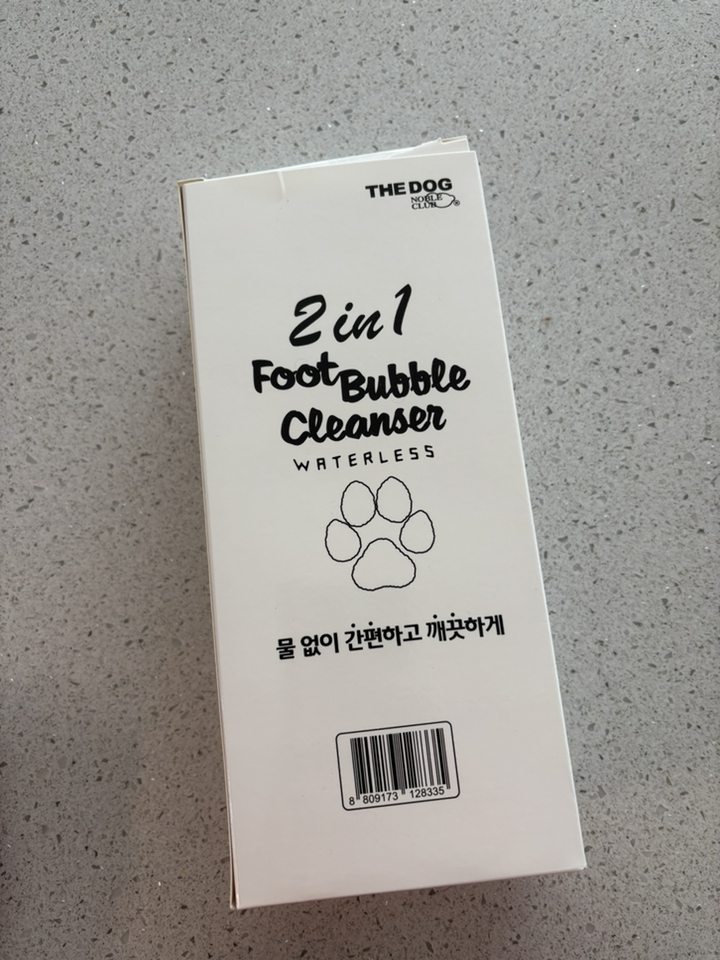 THE DOG
NOBLE
CLUB®
2 in 1
Foot Bubble
Cleanser
WATERLESS
물 없이 간편하고 깨끗하게
8 809173 128335